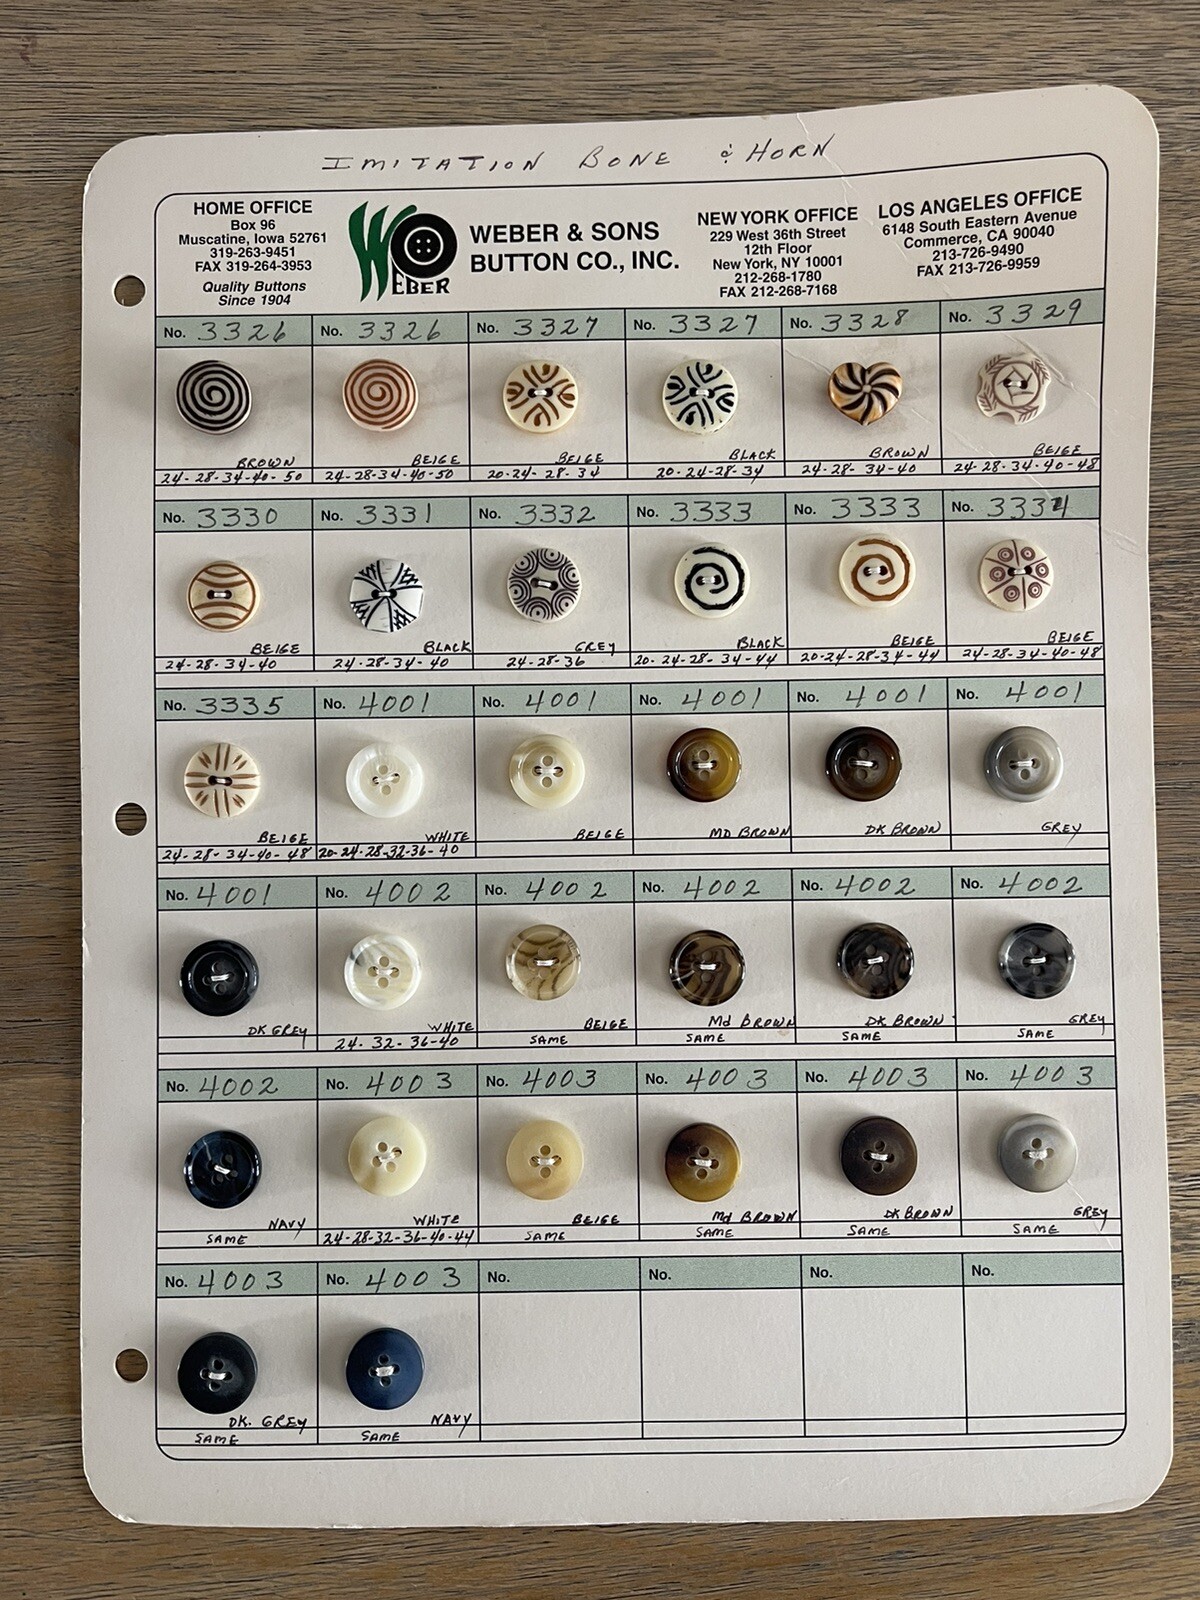 IMITATION BONE & HORN
HOME OFFICE
Box 96
Muscatine, Iowa 52761
319-263-9451
FAX 319-264-3953
Quality Buttons
Since 1904
WEBER
WEBER & SONS
BUTTON CO., INC.
NEW YORK OFFICE
229 West 36th Street
12th Floor
New York, NY 10001
212-268-1780
FAX 212-268-7168
LOS ANGELES OFFICE
6148 South Eastern Avenue
Commerce, CA 90040
213-726-9490
FAX 213-726-9959
No. 3326 No. 3326 No. 3327 No. 3327 No. 3328 No. 3329
BROWN BEIGE BEIGE BLACK BROWN BEIGE
24-28-34-40-50 24-28-34-40-50 20-24-28-34 20-24-28-34 24-28-34-40 24-28-34-40-48
No. 3330 No. 3331 No. 3332 No. 3333 No. 3333 No. 3334
BEIGE BLACK GREY BLACK BEIGE BEIGE
24-28-34-40 24-28-34-40 24-28-36 20-24-28-34-44 20-24-28-34-44 24-28-34-40-48
No. 3335 No. 4001 No. 4001 No. 4001 No. 4001 No. 4001
BEIGE WHITE BEIGE MD BROWN DK BROWN GREY
24-28-34-40-48 20-24-28-32-36-40
No. 4001 No. 4002 No. 4002 No. 4002 No. 4002 No. 4002
DK GREY WHITE BEIGE Md BROWN DK BROWN GREY
24-32-36-40 SAME SAME SAME SAME
No. 4002 No. 4003 No. 4003 No. 4003 No. 4003 No. 4003
NAVY WHITE BEIGE Md BROWN DK BROWN GREY
SAME 24-28-32-36-40-44 SAME SAME SAME SAME
No. 4003 No. 4003 No. No. No. No.
DK. GREY NAVY
SAME SAME